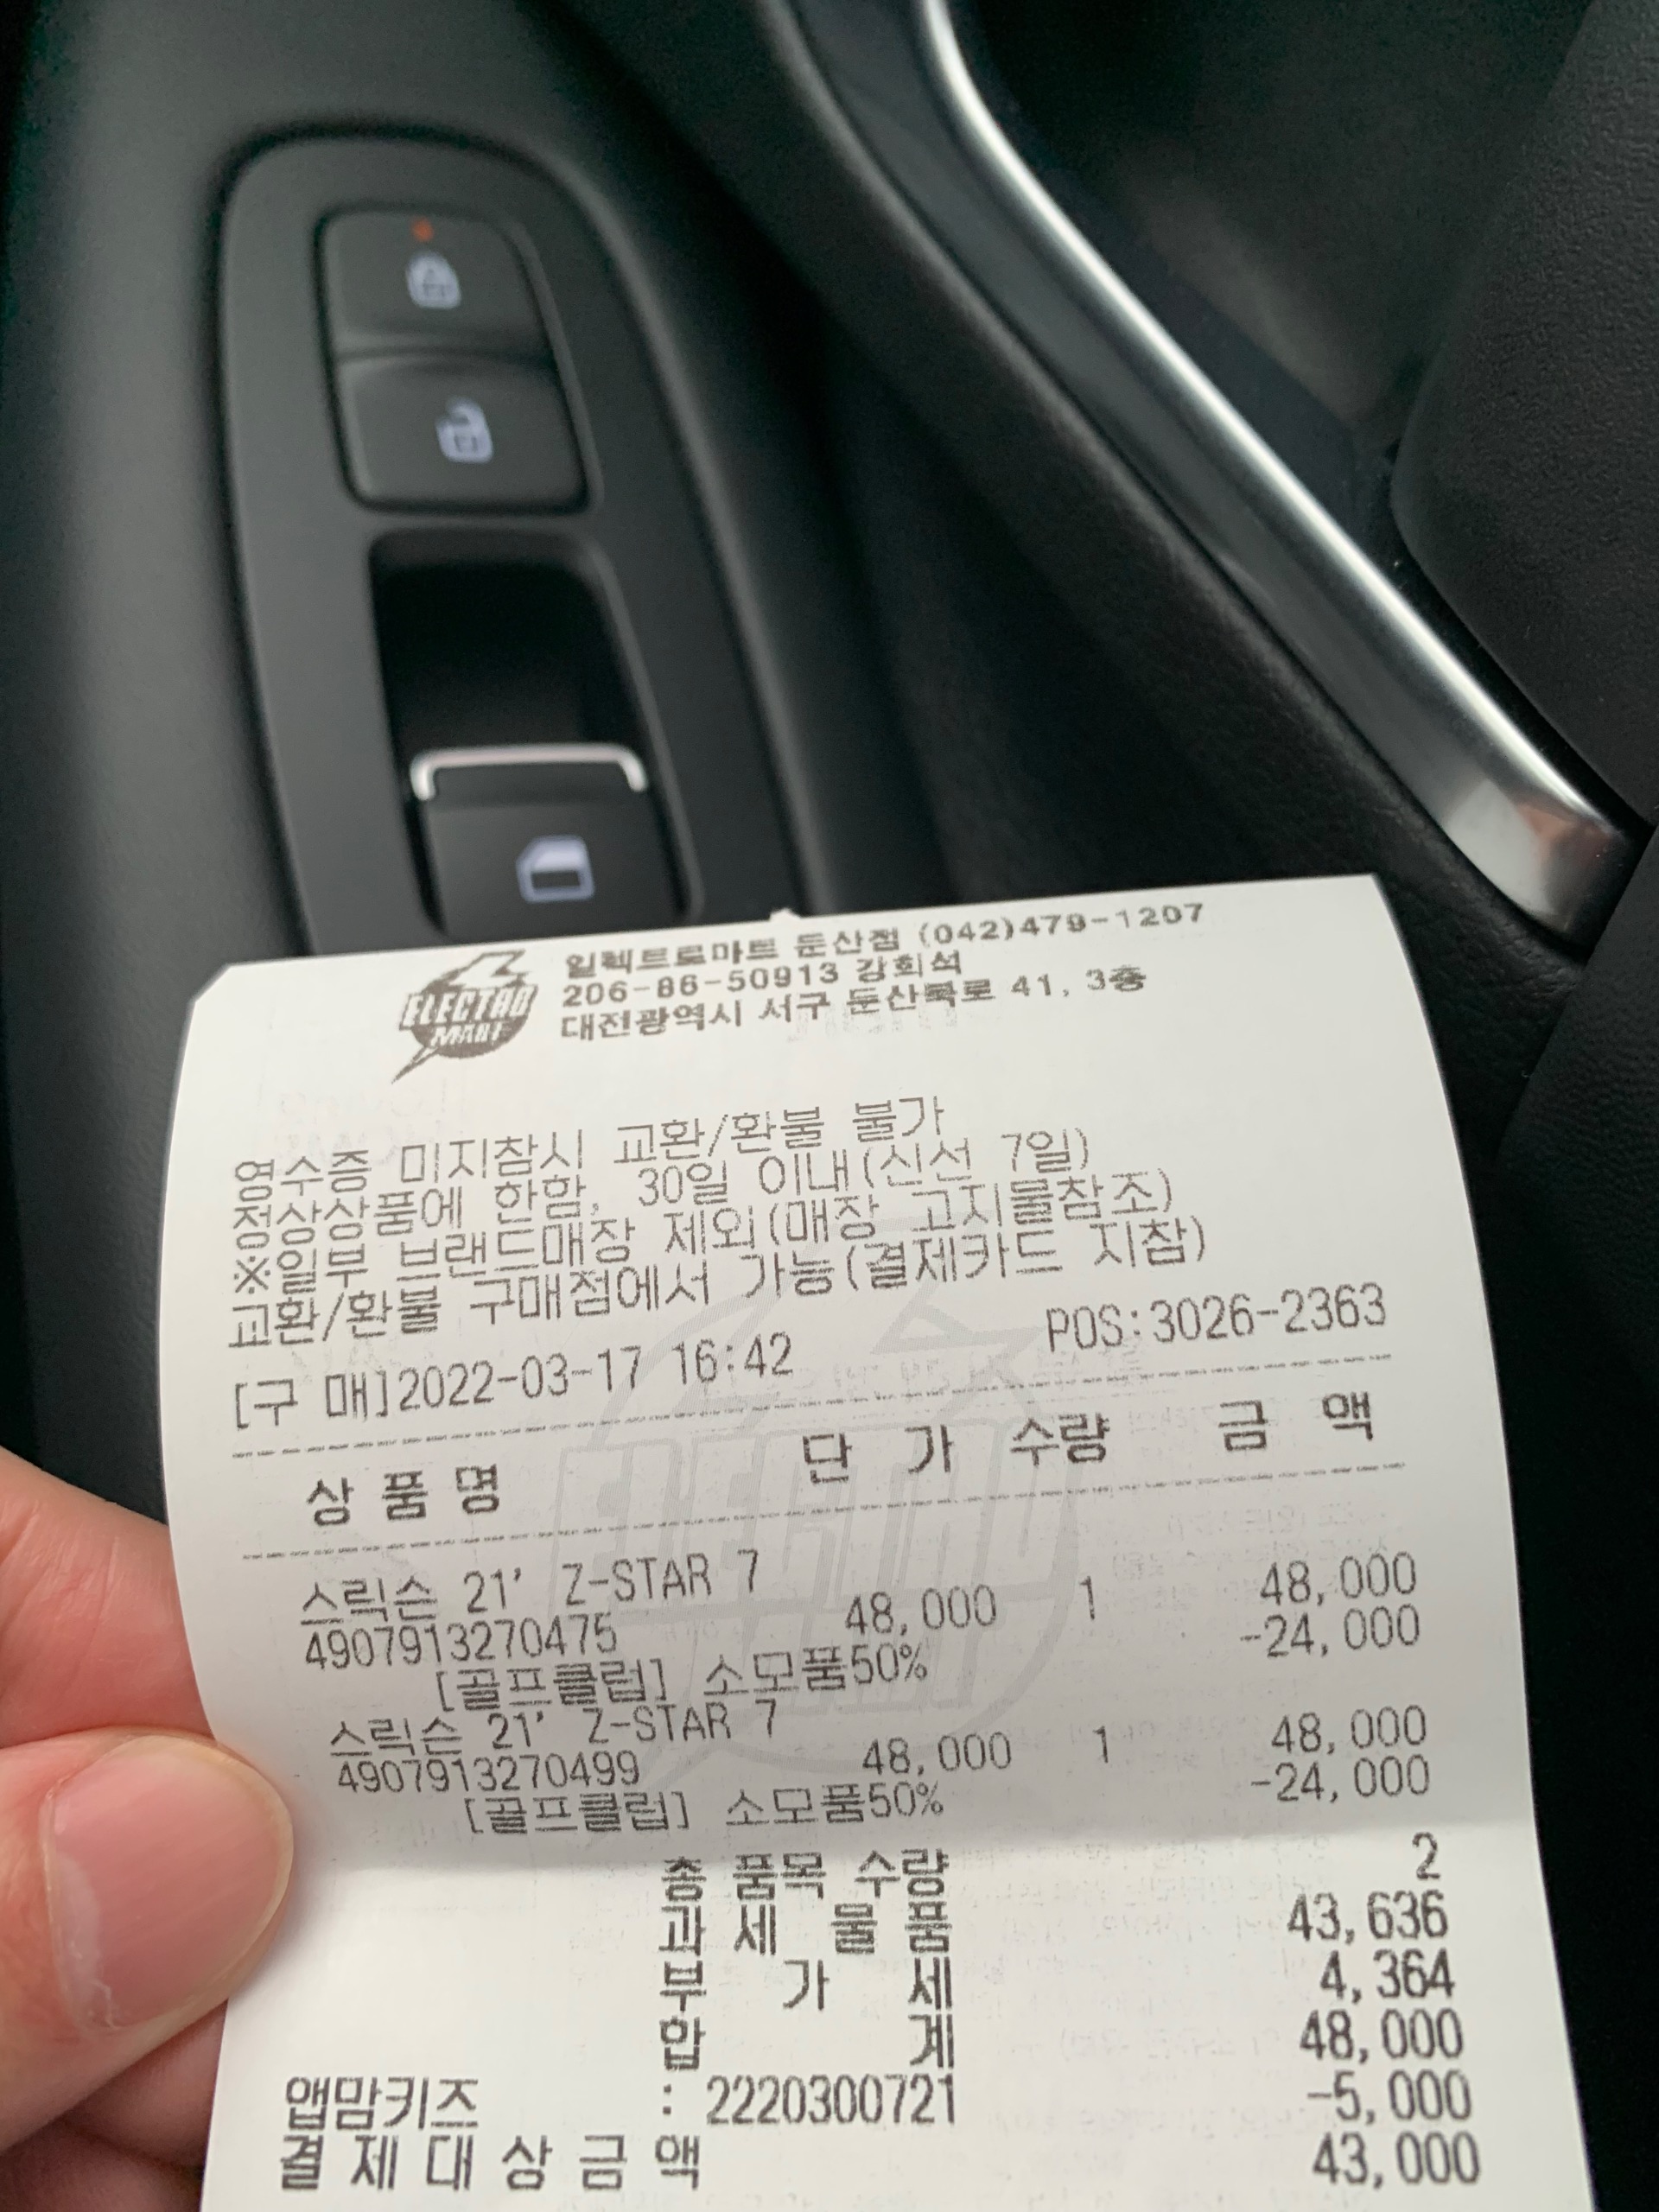 ELECTRO
MART
일렉트로마트 둔산점 (042)479-1207
206-86-50913 강희석
대전광역시 서구 둔산북로 41, 3층
영수증 미지참시 교환/환불 불가
정상상품에 한함, 30일 이내(신선 7일)
※일부 브랜드매장 제외(매장 고지물참조)
교환/환불 구매점에서 가능(결제카드 지참)
[구 매]2022-03-17 16:42 POS:3026-2363
상 품 명 단 가 수량 금 액
스릭슨 21' Z-STAR 7
4907913270475 48,000 1 48,000
[골프클럽] 소모품50% -24,000
스릭슨 21' Z-STAR 7
4907913270499 48,000 1 48,000
[골프클럽] 소모품50% -24,000
총 품목 수량 2
과 세 물 품 43,636
부 가 세 4,364
합 계 48,000
앱맘키즈 : 2220300721 -5,000
결 제 대 상 금 액 43,000